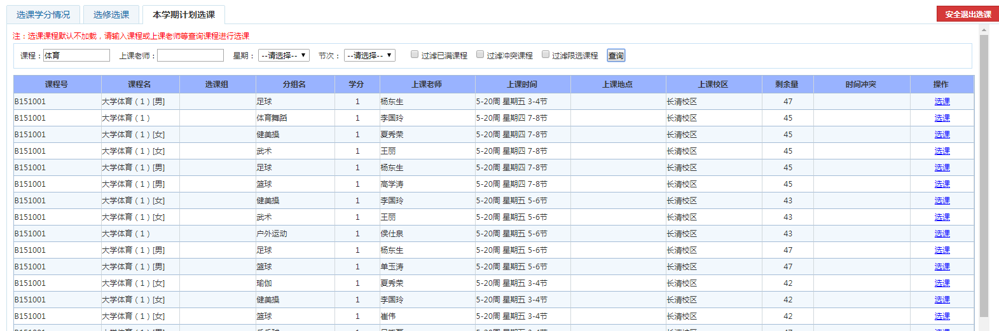 选课学分情况 选修选课 本学期计划选课 安全退出选课
注：选课课程默认不加载，请输入课程或上课老师等查询课程进行选课
课程：体育 上课老师： 星期： --请选择-- 节次： --请选择-- 过滤已满课程 过滤冲突课程 过滤限选课程 查询
课程号 课程名 选课组 分组名 学分 上课老师 上课时间 上课地点 上课校区 剩余量 时间冲突 操作
B151001 大学体育（1）[男] 足球 1 杨东生 5-20周 星期五 3-4节 长清校区 47 选课
B151001 大学体育（1） 体育舞蹈 1 李国玲 5-20周 星期四 7-8节 长清校区 45 选课
B151001 大学体育（1）[女] 健美操 1 夏秀荣 5-20周 星期四 7-8节 长清校区 45 选课
B151001 大学体育（1）[女] 武术 1 王丽 5-20周 星期四 7-8节 长清校区 45 选课
B151001 大学体育（1）[男] 足球 1 杨东生 5-20周 星期四 7-8节 长清校区 45 选课
B151001 大学体育（1）[男] 篮球 1 高学涛 5-20周 星期四 7-8节 长清校区 45 选课
B151001 大学体育（1）[女] 健美操 1 李国玲 5-20周 星期五 5-6节 长清校区 43 选课
B151001 大学体育（1）[女] 武术 1 王丽 5-20周 星期五 5-6节 长清校区 43 选课
B151001 大学体育（1） 户外运动 1 侯仕泉 5-20周 星期五 5-6节 长清校区 43 选课
B151001 大学体育（1）[男] 足球 1 杨东生 5-20周 星期五 5-6节 长清校区 47 选课
B151001 大学体育（1）[男] 篮球 1 单玉涛 5-20周 星期五 5-6节 长清校区 47 选课
B151001 大学体育（1）[女] 瑜伽 1 夏秀荣 5-20周 星期五 3-4节 长清校区 42 选课
B151001 大学体育（1）[女] 健美操 1 李国玲 5-20周 星期五 3-4节 长清校区 42 选课
B151001 大学体育（1）[女] 篮球 1 崔伟 5-20周 星期五 3-4节 长清校区 42 选课